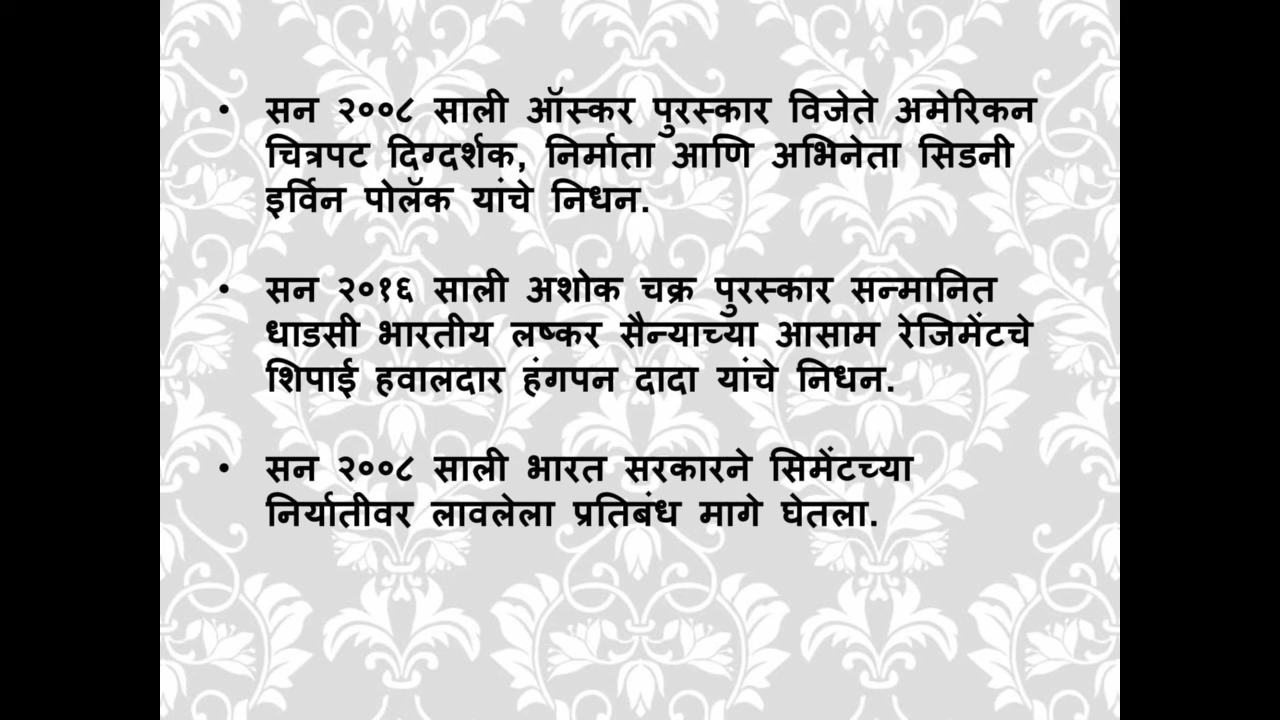 • सन २००८ साली ऑस्कर पुरस्कार विजेते अमेरिकन
चित्रपट दिग्दर्शक, निर्माता आणि अभिनेता सिडनी
इर्विन पोलॅक यांचे निधन.
• सन २०१६ साली अशोक चक्र पुरस्कार सन्मानित
धाडसी भारतीय लष्कर सैन्याच्या आसाम रेजिमेंटचे
शिपाई हवालदार हंगपन दादा यांचे निधन.
• सन २००८ साली भारत सरकारने सिमेंटच्या
निर्यातीवर लावलेला प्रतिबंध मागे घेतला.